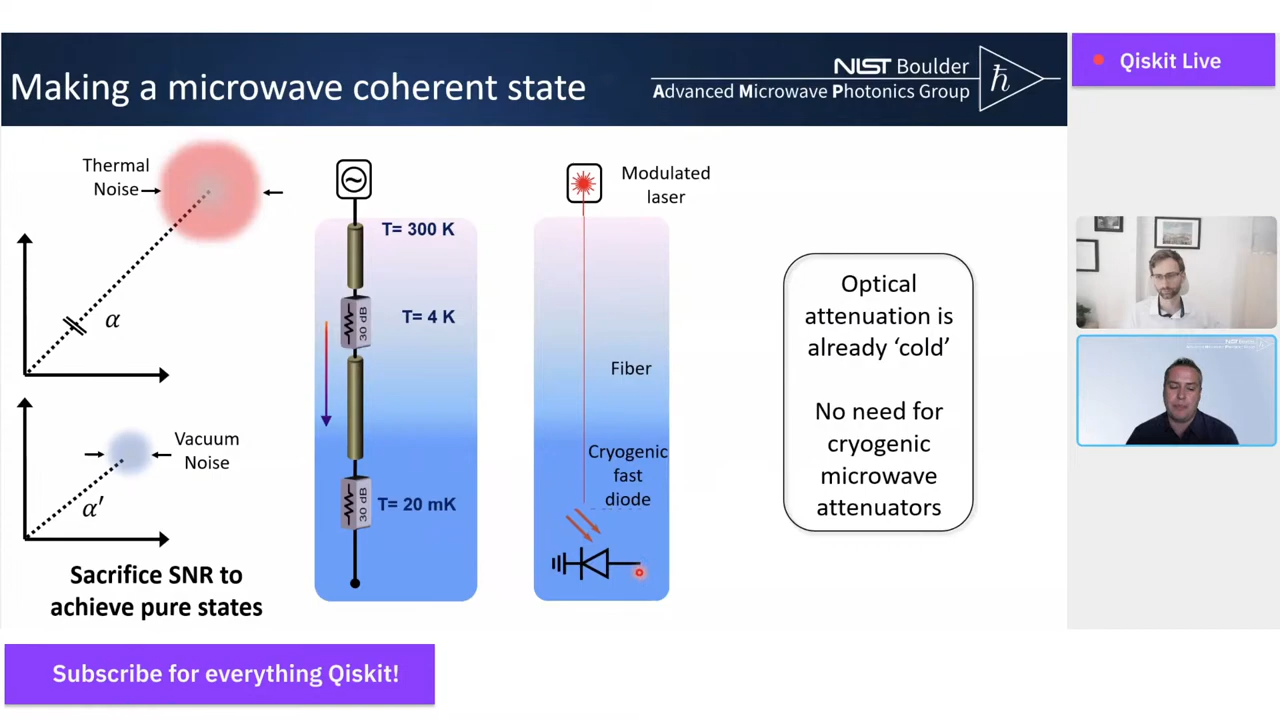 Making a microwave coherent state
NIST Boulder
Advanced Microwave Photonics Group
ħ
Qiskit Live
Thermal
Noise
α
Vacuum
Noise
α′
Sacrifice SNR to
achieve pure states
T= 300 K
30 dB
T= 4 K
30 dB
T= 20 mK
Modulated
laser
Fiber
Cryogenic
fast
diode
Optical
attenuation is
already ‘cold’
No need for
cryogenic
microwave
attenuators
Subscribe for everything Qiskit!